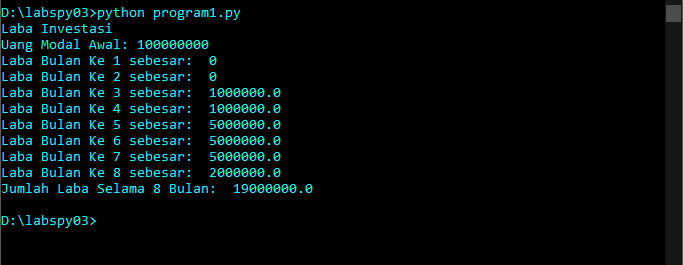 D:\labspy03>python program1.py
Laba Investasi
Uang Modal Awal: 100000000
Laba Bulan Ke 1 sebesar:  0
Laba Bulan Ke 2 sebesar:  0
Laba Bulan Ke 3 sebesar:  1000000.0
Laba Bulan Ke 4 sebesar:  1000000.0
Laba Bulan Ke 5 sebesar:  5000000.0
Laba Bulan Ke 6 sebesar:  5000000.0
Laba Bulan Ke 7 sebesar:  5000000.0
Laba Bulan Ke 8 sebesar:  2000000.0
Jumlah Laba Selama 8 Bulan:  19000000.0
D:\labspy03>